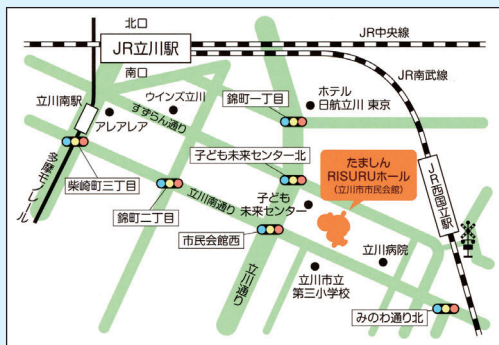 北口
JR立川駅
南口
JR中央線
JR南武線
立川南駅
アレアレア
ウインズ立川
すずらん通り
錦町一丁目
ホテル
日航立川 東京
多摩モノレール
柴崎町三丁目
錦町二丁目
立川南通り
子ども未来センター北
子ども
未来センター
たましん
RISURUホール
(立川市市民会館)
JR西国立駅
市民会館西
立川通り
立川市立
第三小学校
立川病院
みのわ通り北